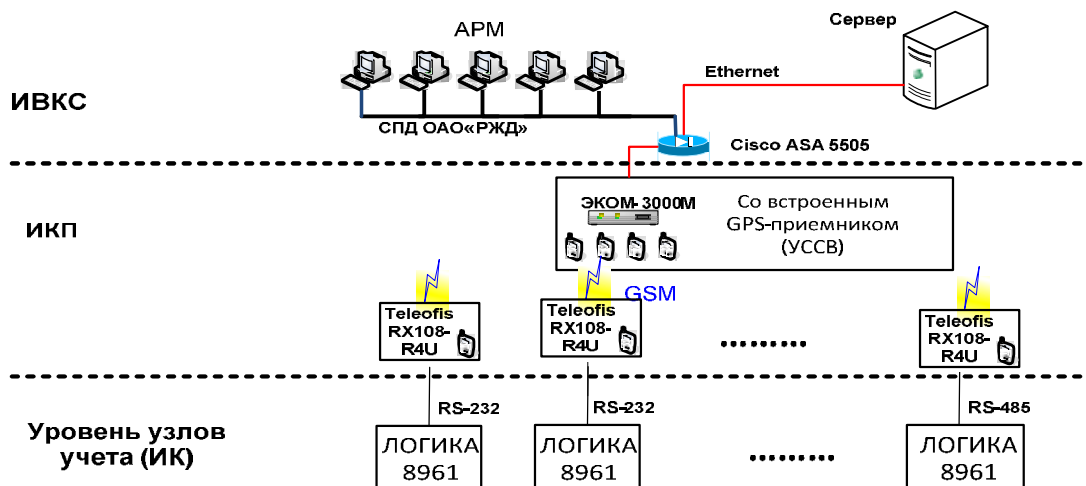 АРМ
Сервер
Ethernet
ИВКС
СПД ОАО«РЖД»
Cisco ASA 5505
ЭКОМ-3000М
Со встроенным
GPS-приемником
(УССВ)
ИКП
GSM
Teleofis
RX108-
R4U
Teleofis
RX108-
R4U
.........
Teleofis
RX108-
R4U
RS-232
RS-232
RS-485
Уровень узлов
учета (ИК)
ЛОГИКА
8961
ЛОГИКА
8961
.........
ЛОГИКА
8961